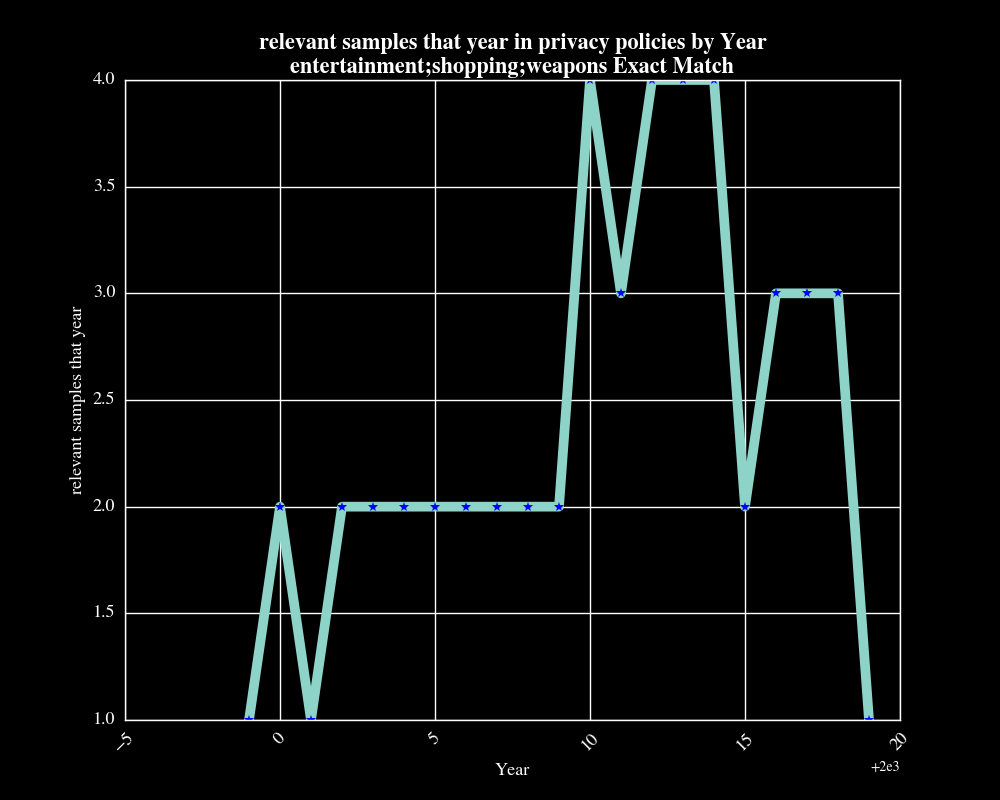 relevant samples that year in privacy policies by Year
entertainment;shopping;weapons Exact Match
4.0
3.5
3.0
2.5
2.0
1.5
1.0
relevant samples that year
−5
0
5
10
15
20
Year
+2e3